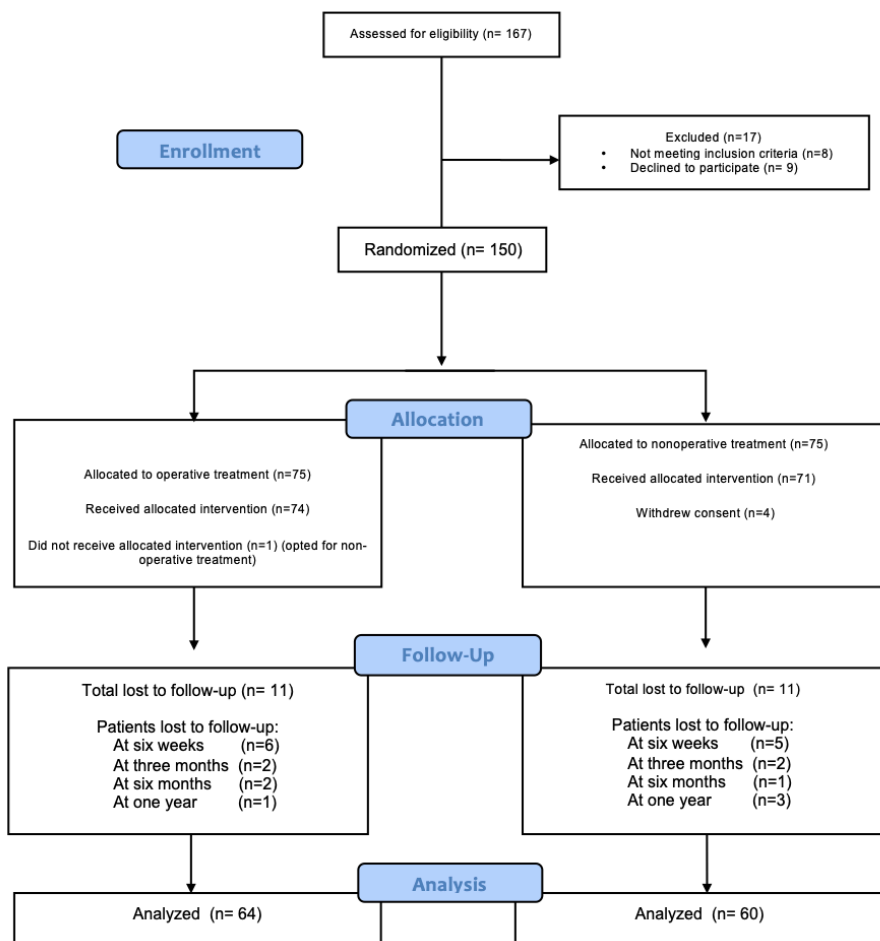 Assessed for eligibility (n= 167)
Enrollment
Excluded (n=17)
• Not meeting inclusion criteria (n=8)
• Declined to participate (n= 9)
Randomized (n= 150)
Allocation
Allocated to operative treatment (n=75)
Received allocated intervention (n=74)
Did not receive allocated intervention (n=1) (opted for non-
operative treatment)
Allocated to nonoperative treatment (n=75)
Received allocated intervention (n=71)
Withdrew consent (n=4)
Follow-Up
Total lost to follow-up (n= 11)
Patients lost to follow-up:
At six weeks (n=6)
At three months (n=2)
At six months (n=2)
At one year (n=1)
Total lost to follow-up (n= 11)
Patients lost to follow-up:
At six weeks (n=5)
At three months (n=2)
At six months (n=1)
At one year (n=3)
Analysis
Analyzed (n= 64)
Analyzed (n= 60)